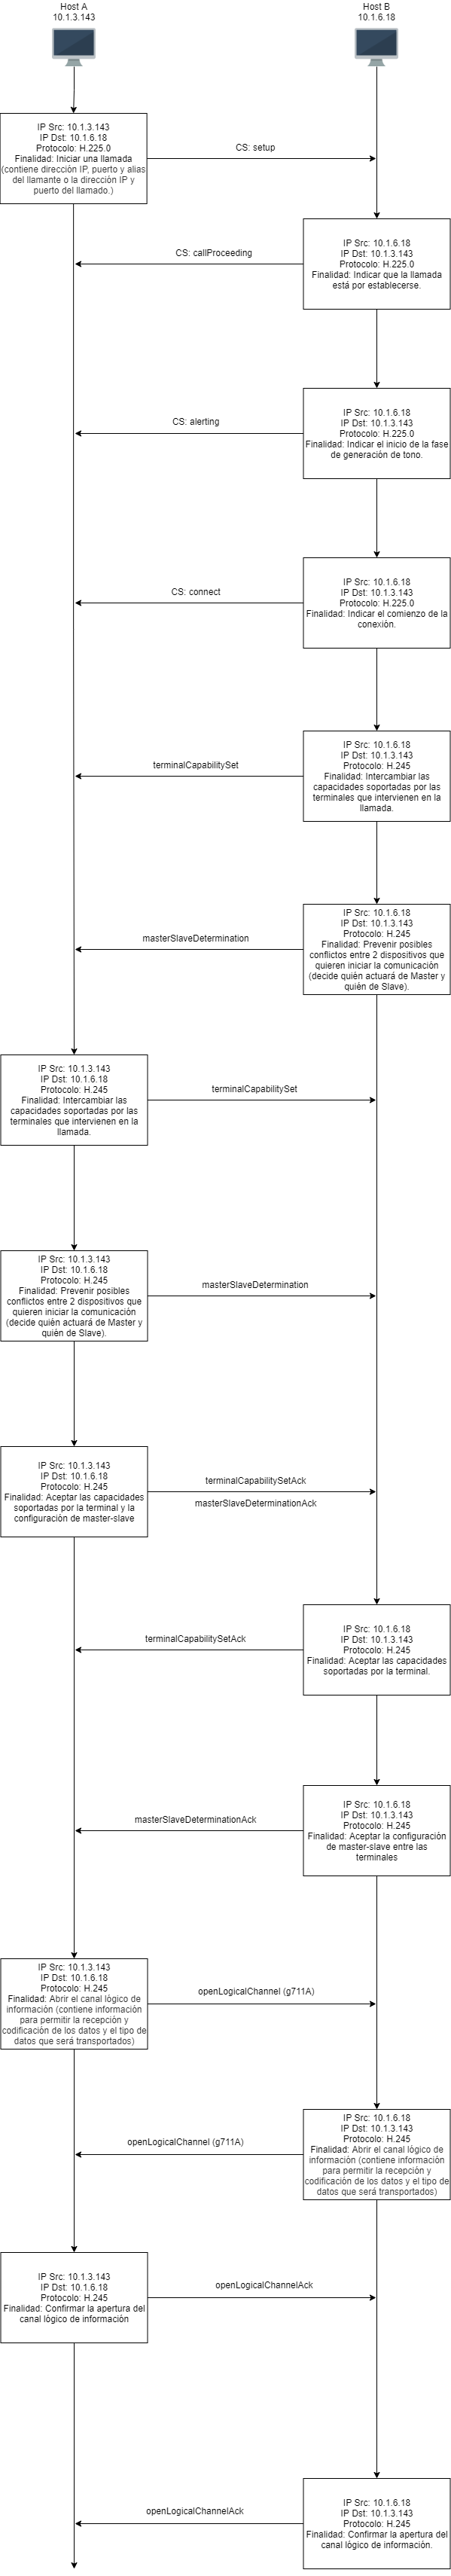 Host A
10.1.3.143
Host B
10.1.6.18
IP Src: 10.1.3.143
IP Dst: 10.1.6.18
Protocolo: H.225.0
Finalidad: Iniciar una llamada
(contiene dirección IP, puerto y alias
del llamante o la dirección IP y
puerto del llamado.)
CS: setup
IP Src: 10.1.6.18
IP Dst: 10.1.3.143
Protocolo: H.225.0
Finalidad: Indicar que la llamada
está por establecerse.
CS: callProceeding
IP Src: 10.1.6.18
IP Dst: 10.1.3.143
Protocolo: H.225.0
Finalidad: Indicar el inicio de la fase
de generación de tono.
CS: alerting
IP Src: 10.1.6.18
IP Dst: 10.1.3.143
Protocolo: H.225.0
Finalidad: Indicar el comienzo de la
conexión.
CS: connect
IP Src: 10.1.6.18
IP Dst: 10.1.3.143
Protocolo: H.245
Finalidad: Intercambiar las
capacidades soportadas por las
terminales que intervienen en la
llamada.
terminalCapabilitySet
IP Src: 10.1.6.18
IP Dst: 10.1.3.143
Protocolo: H.245
Finalidad: Prevenir posibles
conflictos entre 2 dispositivos que
quieren iniciar la comunicación
(decide quién actuará de Master y
quién de Slave).
masterSlaveDetermination
IP Src: 10.1.3.143
IP Dst: 10.1.6.18
Protocolo: H.245
Finalidad: Intercambiar las
capacidades soportadas por las
terminales que intervienen en la
llamada.
terminalCapabilitySet
IP Src: 10.1.3.143
IP Dst: 10.1.6.18
Protocolo: H.245
Finalidad: Prevenir posibles
conflictos entre 2 dispositivos que
quieren iniciar la comunicación
(decide quién actuará de Master y
quién de Slave).
masterSlaveDetermination
IP Src: 10.1.3.143
IP Dst: 10.1.6.18
Protocolo: H.245
Finalidad: Aceptar las capacidades
soportadas por la terminal y la
configuración de master-slave
terminalCapabilitySetAck
masterSlaveDeterminationAck
IP Src: 10.1.6.18
IP Dst: 10.1.3.143
Protocolo: H.245
Finalidad: Aceptar las capacidades
soportadas por la terminal.
terminalCapabilitySetAck
IP Src: 10.1.6.18
IP Dst: 10.1.3.143
Protocolo: H.245
Finalidad: Aceptar la configuración
de master-slave entre las
terminales
masterSlaveDeterminationAck
IP Src: 10.1.3.143
IP Dst: 10.1.6.18
Protocolo: H.245
Finalidad: Abrir el canal lógico de
información (contiene información
para permitir la recepción y
codificación de los datos y el tipo de
datos que será transportados)
openLogicalChannel (g711A)
IP Src: 10.1.6.18
IP Dst: 10.1.3.143
Protocolo: H.245
Finalidad: Abrir el canal lógico de
información (contiene información
para permitir la recepción y
codificación de los datos y el tipo de
datos que será transportados)
openLogicalChannel (g711A)
IP Src: 10.1.3.143
IP Dst: 10.1.6.18
Protocolo: H.245
Finalidad: Confirmar la apertura del
canal lógico de información
openLogicalChannelAck
IP Src: 10.1.6.18
IP Dst: 10.1.3.143
Protocolo: H.245
Finalidad: Confirmar la apertura del
canal lógico de información.
openLogicalChannelAck